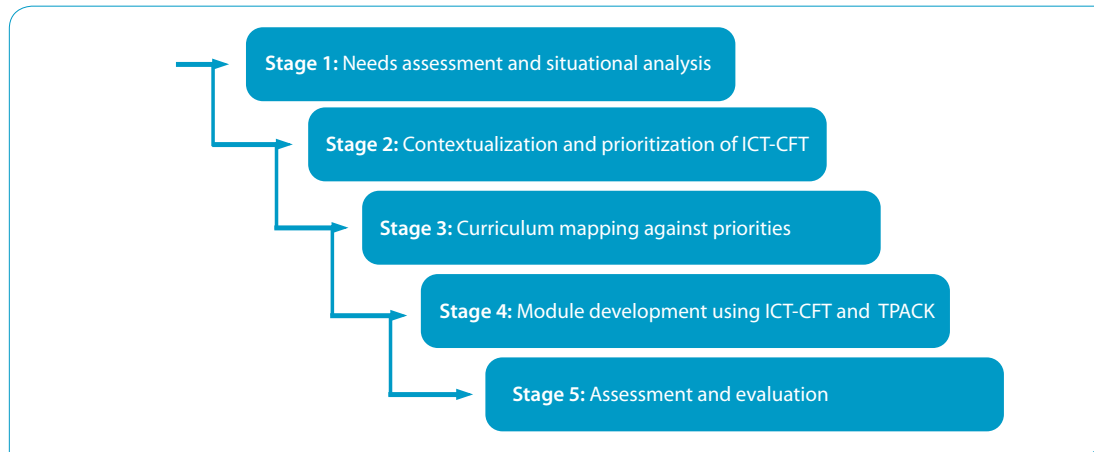 Stage 1: Needs assessment and situational analysis
Stage 2: Contextualization and prioritization of ICT-CFT
Stage 3: Curriculum mapping against priorities
Stage 4: Module development using ICT-CFT and TPACK
Stage 5: Assessment and evaluation